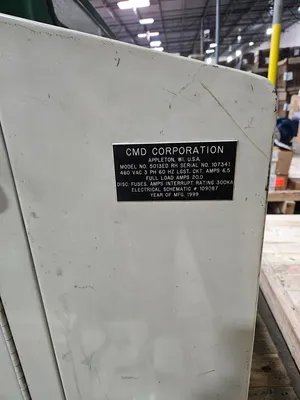 CMD CORPORATION
APPLETON, WI. U.S.A.
MODEL NO. 5013ED RH SERIAL NO. 107341
460 VAC 3 PH 60 HZ LGST. CKT. AMPS 6.5
FULL LOAD AMPS 20.0
DISC. FUSES, AMPS INTERRUPT RATING 300KA
ELECTRICAL SCHEMATIC # 109087
YEAR OF MFG. 1999